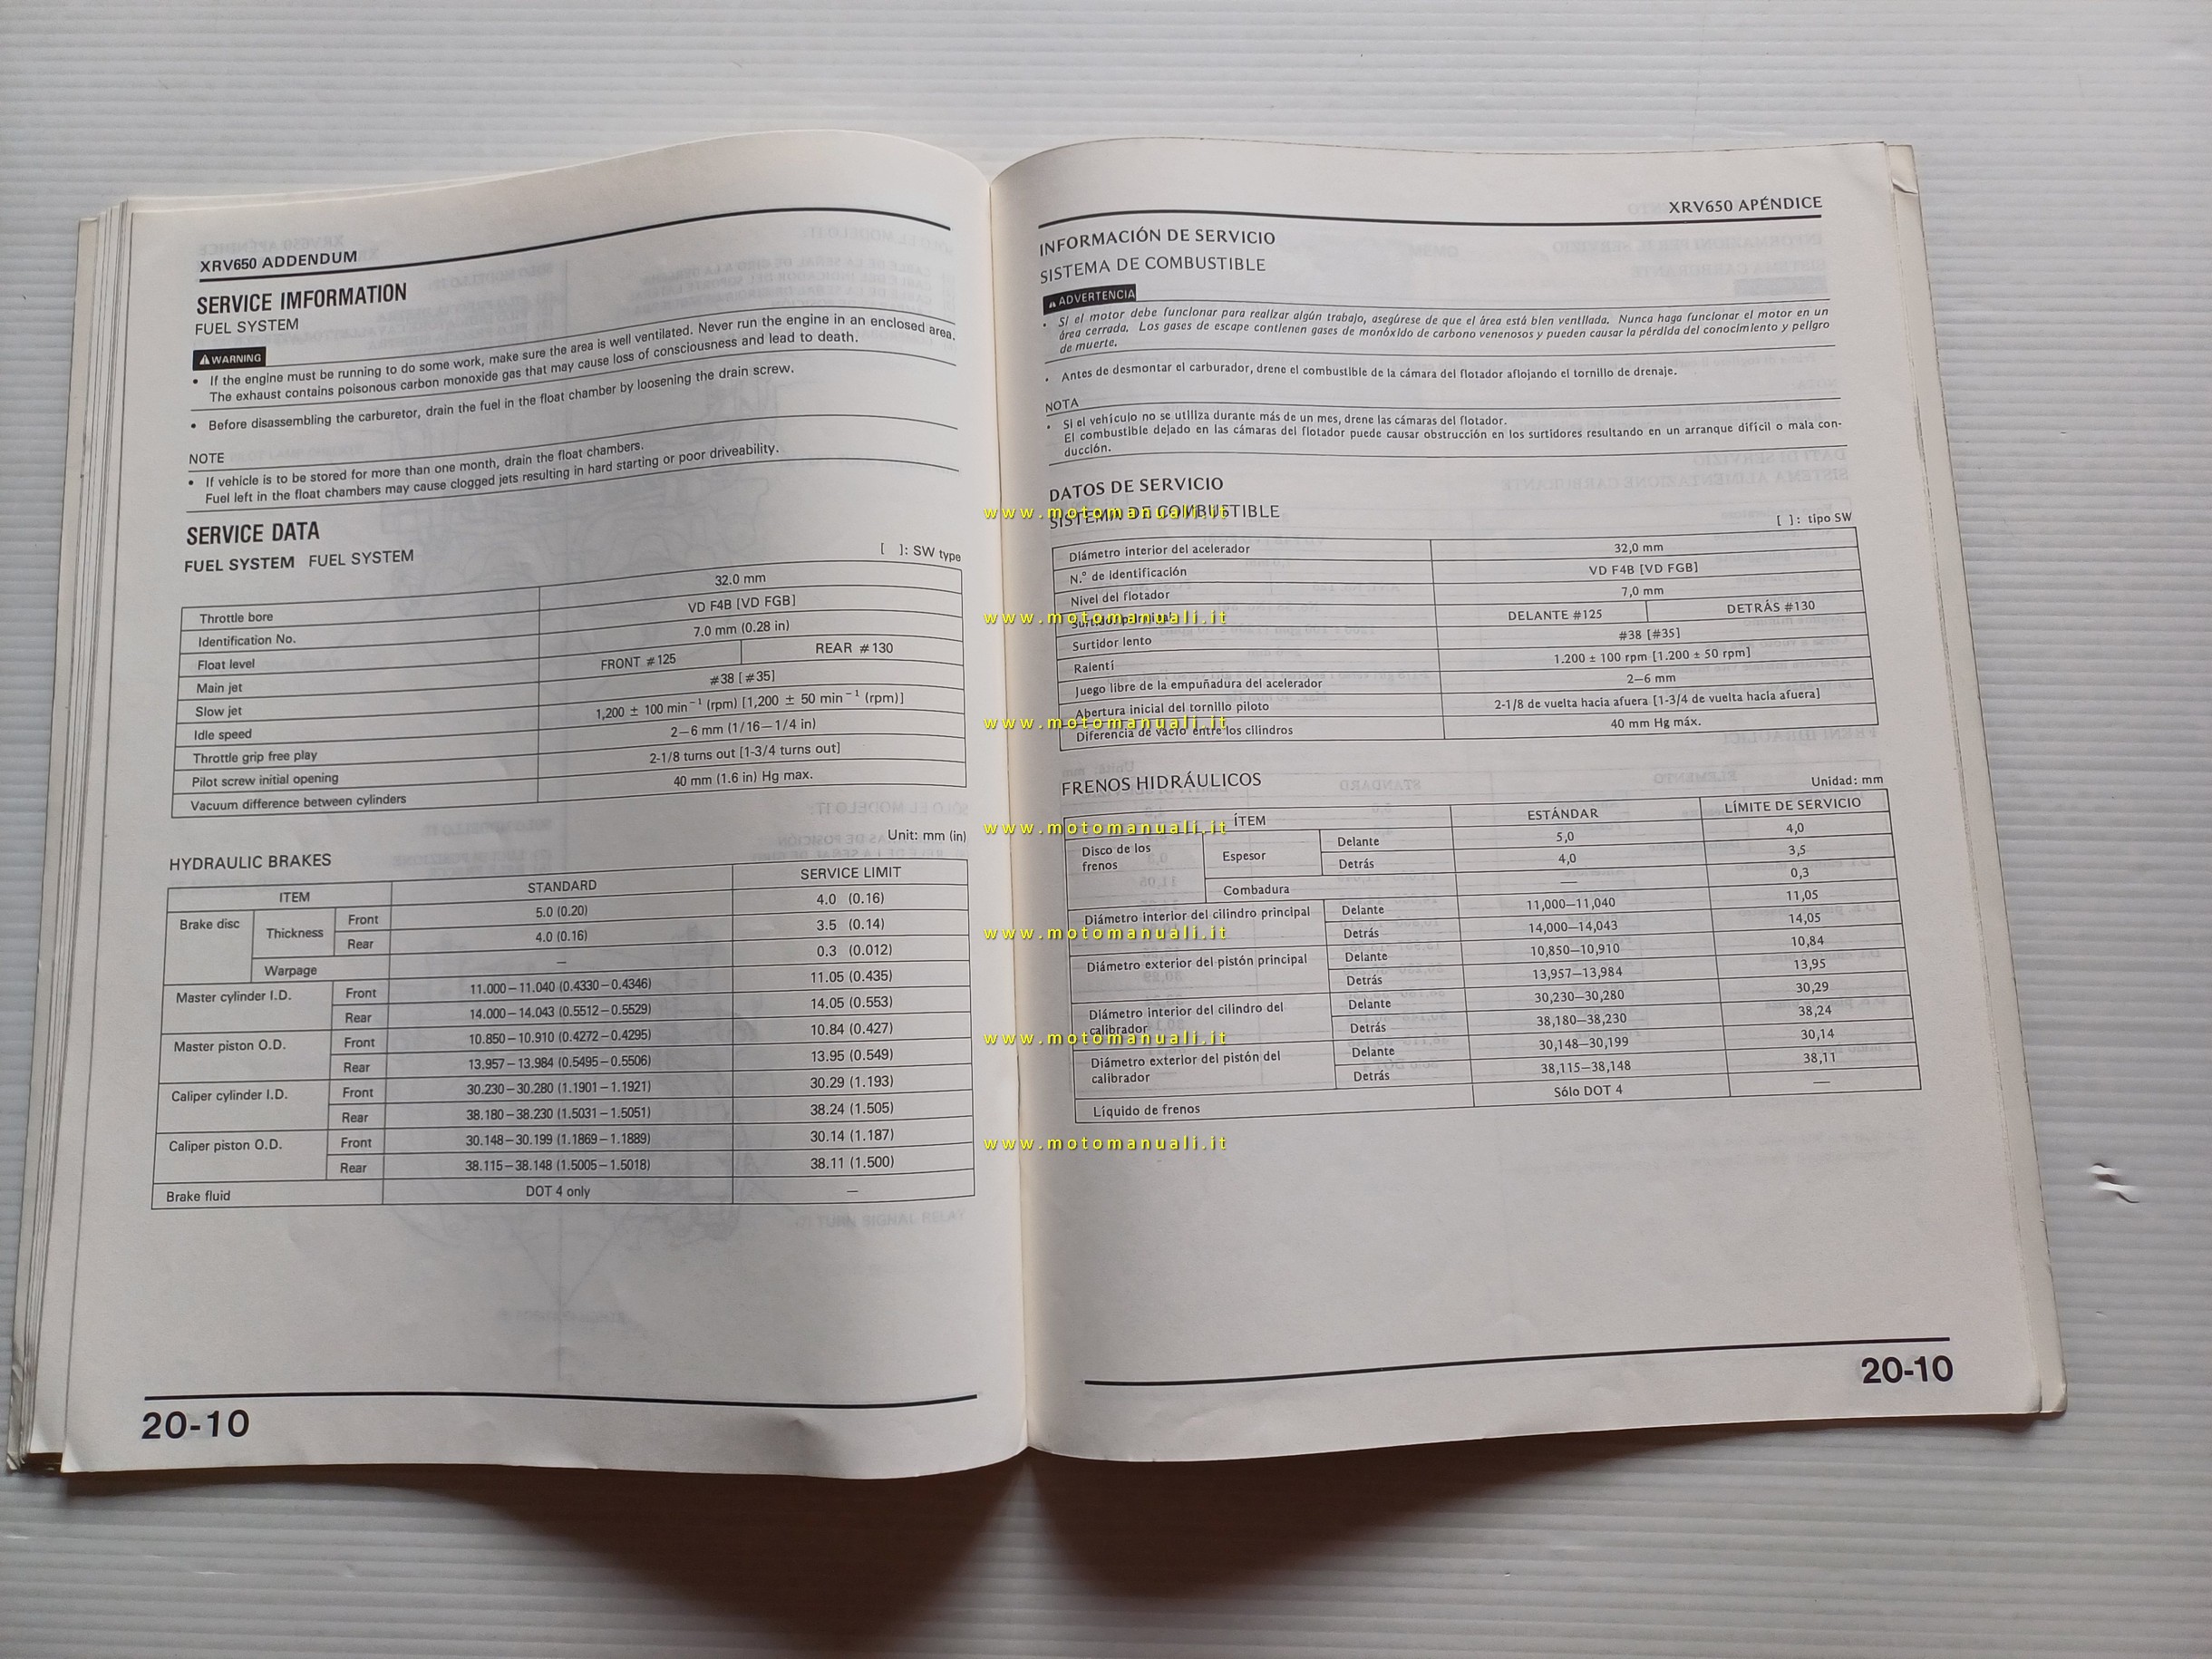 XRV650 ADDENDUM
SERVICE IMFORMATION
FUEL SYSTEM
WARNING
• If the engine must be running to do some work, make sure the area is well ventilated. Never run the engine in an enclosed area.
The exhaust contains poisonous carbon monoxide gas that may cause loss of consciousness and lead to death.
• Before disassembling the carburetor, drain the fuel in the float chamber by loosening the drain screw.
NOTE
• If vehicle is to be stored for more than one month, drain the float chambers.
Fuel left in the float chambers may cause clogged jets resulting in hard starting or poor driveability.
SERVICE DATA
FUEL SYSTEM FUEL SYSTEM
[ ]: SW type
Throttle bore 32.0 mm
Identification No. VD F4B [VD FGB]
Float level 7.0 mm (0.28 in)
Main jet FRONT #125 REAR #130
Slow jet #38 [#35]
Idle speed 1,200 ± 100 min⁻¹ (rpm) [1,200 ± 50 min⁻¹ (rpm)]
Throttle grip free play 2–6 mm (1/16–1/4 in)
Pilot screw initial opening 2-1/8 turns out [1-3/4 turns out]
Vacuum difference between cylinders 40 mm (1.6 in) Hg max.
HYDRAULIC BRAKES
Unit: mm (in)
ITEM STANDARD SERVICE LIMIT
Brake disc Thickness Front 5.0 (0.20) 4.0 (0.16)
Rear 4.0 (0.16) 3.5 (0.14)
Warpage — 0.3 (0.012)
Master cylinder I.D. Front 11.000–11.040 (0.4330–0.4346) 11.05 (0.435)
Rear 14.000–14.043 (0.5512–0.5529) 14.05 (0.553)
Master piston O.D. Front 10.850–10.910 (0.4272–0.4295) 10.84 (0.427)
Rear 13.957–13.984 (0.5495–0.5506) 13.95 (0.549)
Caliper cylinder I.D. Front 30.230–30.280 (1.1901–1.1921) 30.29 (1.193)
Rear 38.180–38.230 (1.5031–1.5051) 38.24 (1.505)
Caliper piston O.D. Front 30.148–30.199 (1.1869–1.1889) 30.14 (1.187)
Rear 38.115–38.148 (1.5005–1.5018) 38.11 (1.500)
Brake fluid DOT 4 only —
20-10
XRV650 APÉNDICE
INFORMACIÓN DE SERVICIO
SISTEMA DE COMBUSTIBLE
ADVERTENCIA
• Si el motor debe funcionar para realizar algún trabajo, asegúrese de que el área está bien ventilada. Nunca haga funcionar el motor en un
área cerrada. Los gases de escape contienen gases de monóxido de carbono venenosos y pueden causar la pérdida del conocimiento y peligro
de muerte.
• Antes de desmontar el carburador, drene el combustible de la cámara del flotador aflojando el tornillo de drenaje.
NOTA
• Si el vehículo no se utiliza durante más de un mes, drene las cámaras del flotador.
El combustible dejado en las cámaras del flotador puede causar obstrucción en los surtidores resultando en un arranque difícil o mala con-
ducción.
DATOS DE SERVICIO
SISTEMA DE COMBUSTIBLE
[ ]: tipo SW
Diámetro interior del acelerador 32,0 mm
N.° de identificación VD F4B [VD FGB]
Nivel del flotador 7,0 mm
Surtidor principal DELANTE #125 DETRÁS #130
Surtidor lento #38 [#35]
Ralentí 1.200 ± 100 rpm [1.200 ± 50 rpm]
Juego libre de la empuñadura del acelerador 2–6 mm
Abertura inicial del tornillo piloto 2-1/8 de vuelta hacia afuera [1-3/4 de vuelta hacia afuera]
Diferencia de vacío entre los cilindros 40 mm Hg máx.
FRENOS HIDRÁULICOS
Unidad: mm
ÍTEM ESTÁNDAR LÍMITE DE SERVICIO
Disco de los frenos Espesor Delante 5,0 4,0
Detrás 4,0 3,5
Combadura — 0,3
Diámetro interior del cilindro principal Delante 11,000–11,040 11,05
Detrás 14,000–14,043 14,05
Diámetro exterior del pistón principal Delante 10,850–10,910 10,84
Detrás 13,957–13,984 13,95
Diámetro interior del cilindro del calibrador Delante 30,230–30,280 30,29
Detrás 38,180–38,230 38,24
Diámetro exterior del pistón del calibrador Delante 30,148–30,199 30,14
Detrás 38,115–38,148 38,11
Líquido de frenos Sólo DOT 4 —
20-10
www.motomanuali.it
www.motomanuali.it
www.motomanuali.it
www.motomanuali.it
www.motomanuali.it
www.motomanuali.it
www.motomanuali.it